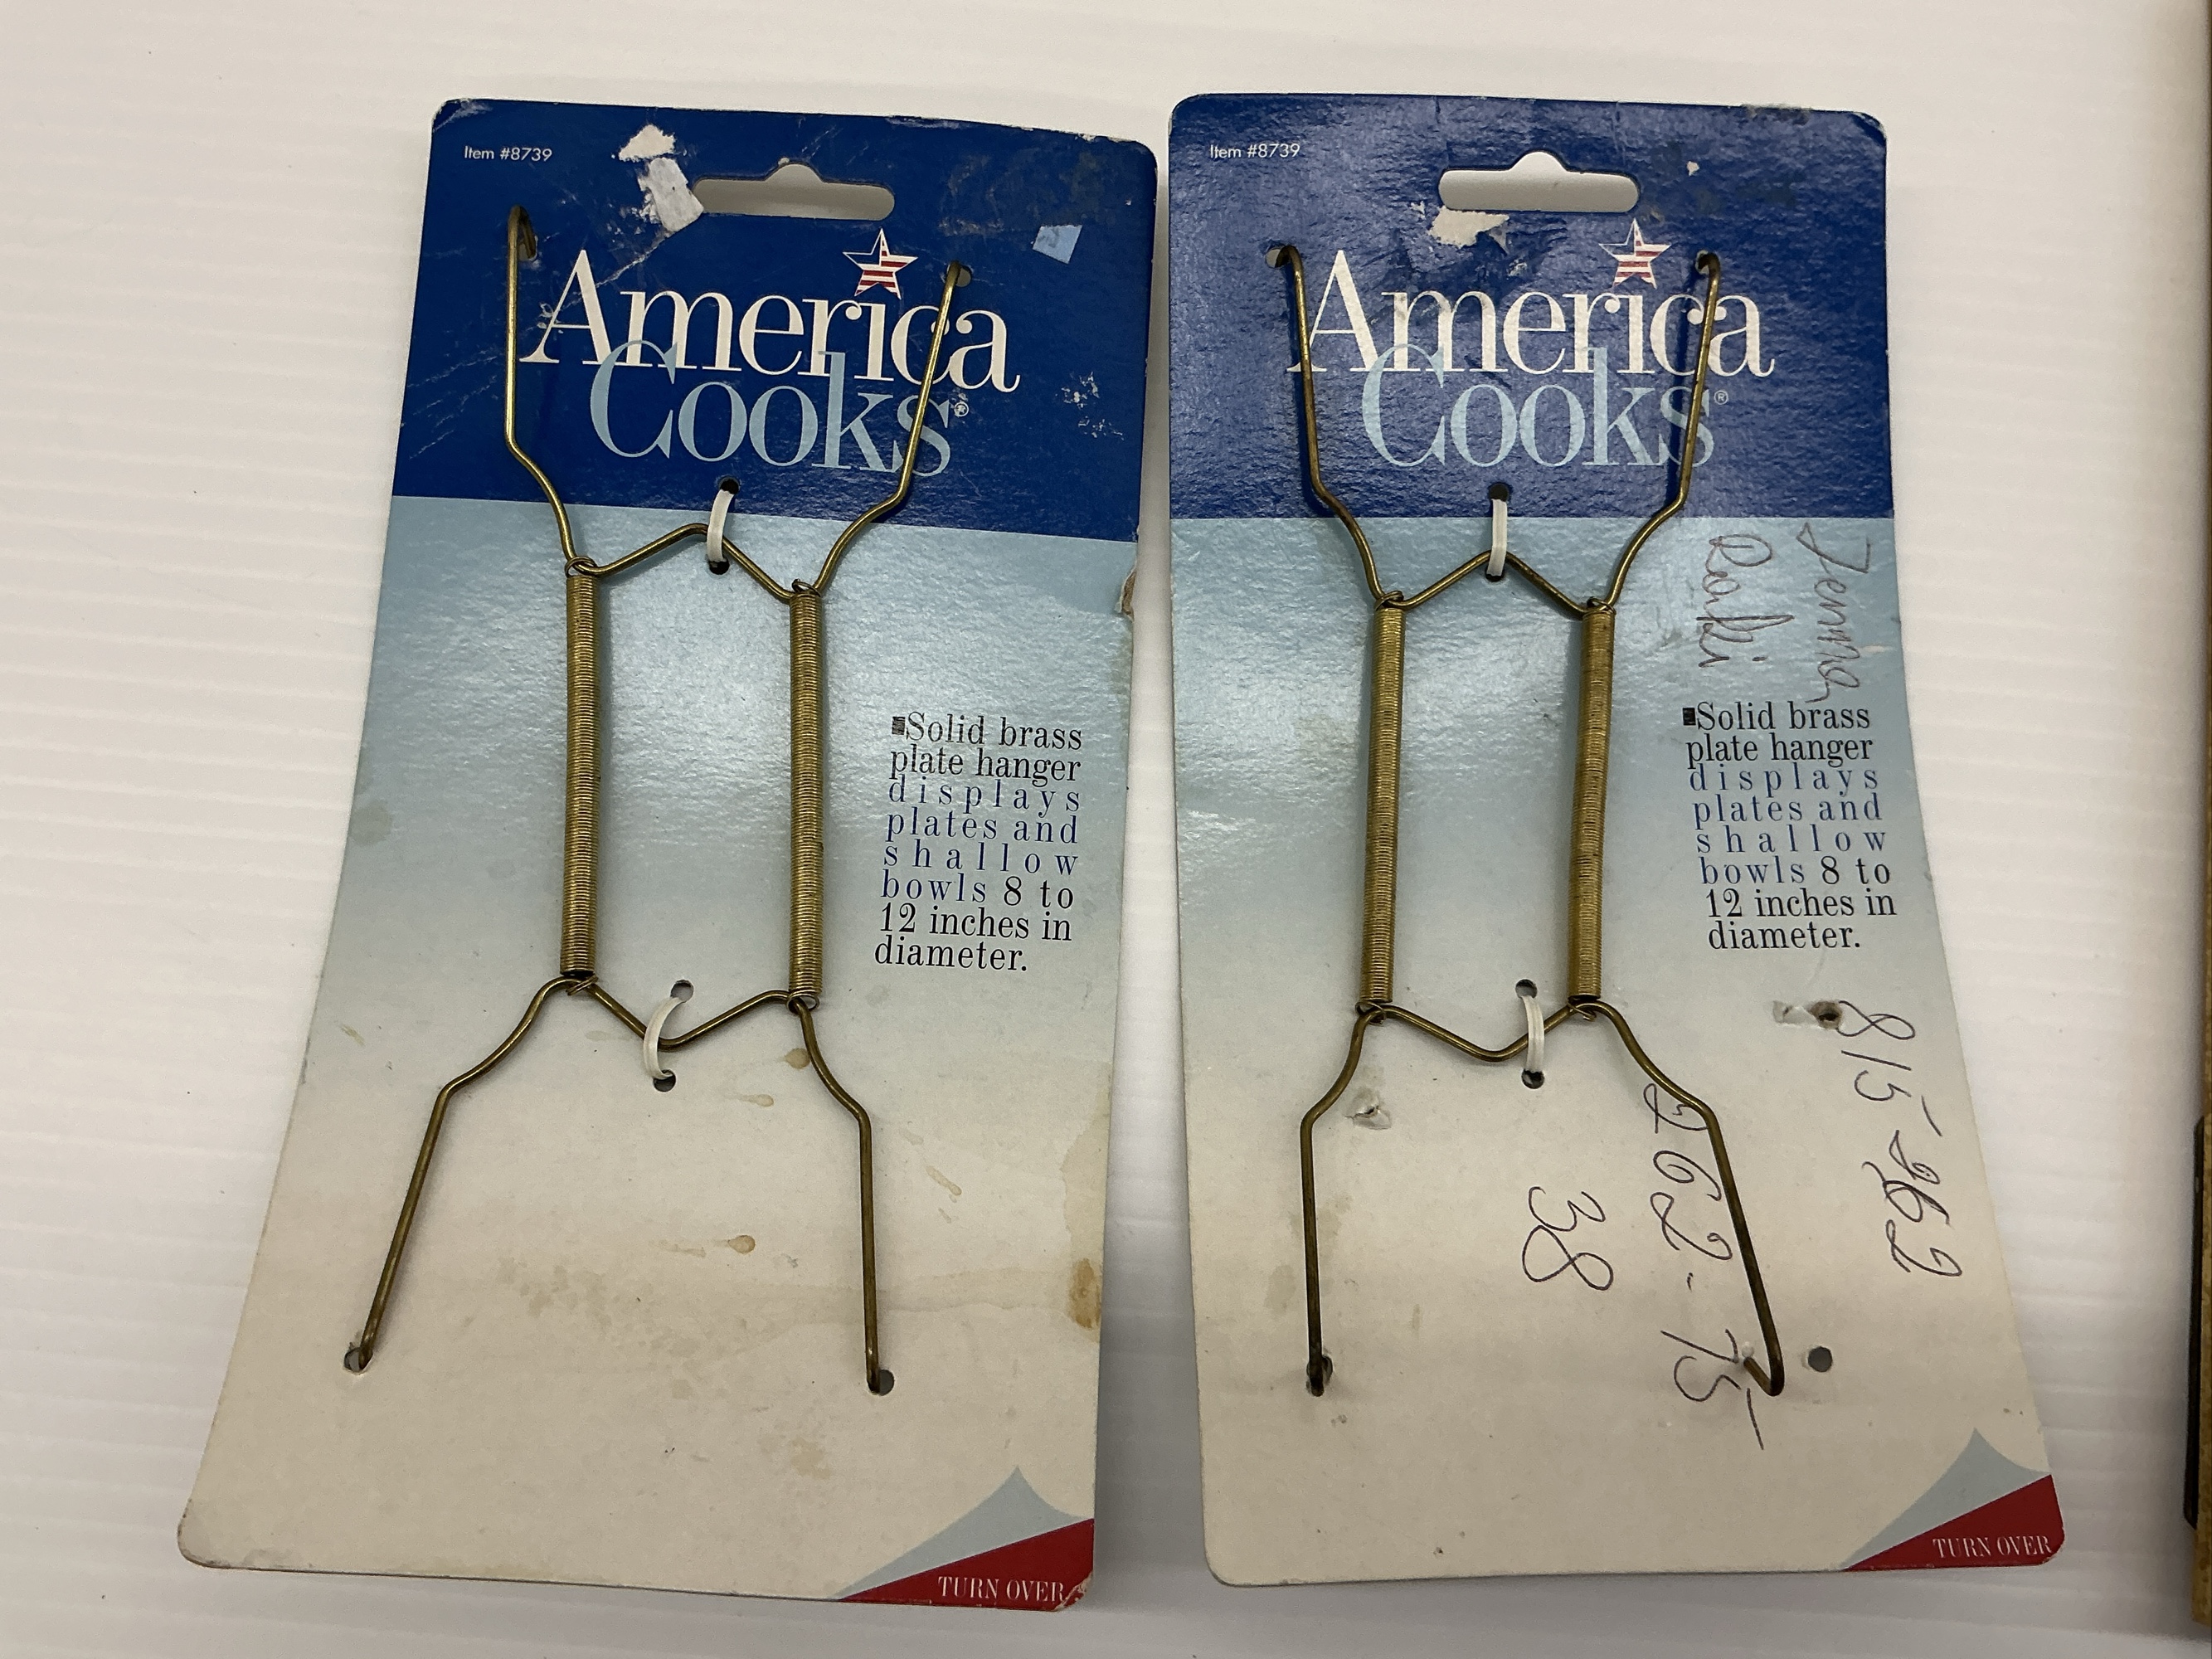 Item #8739
America
Cooks®
Solid brass
plate hanger
displays
plates and
shallow
bowls 8 to
12 inches in
diameter.
TURN OVER
Item #8739
America
Cooks®
Jenna
Solid brass
plate hanger
displays
plates and
shallow
bowls 8 to
12 inches in
diameter.
815-262
262-75
38
TURN OVER